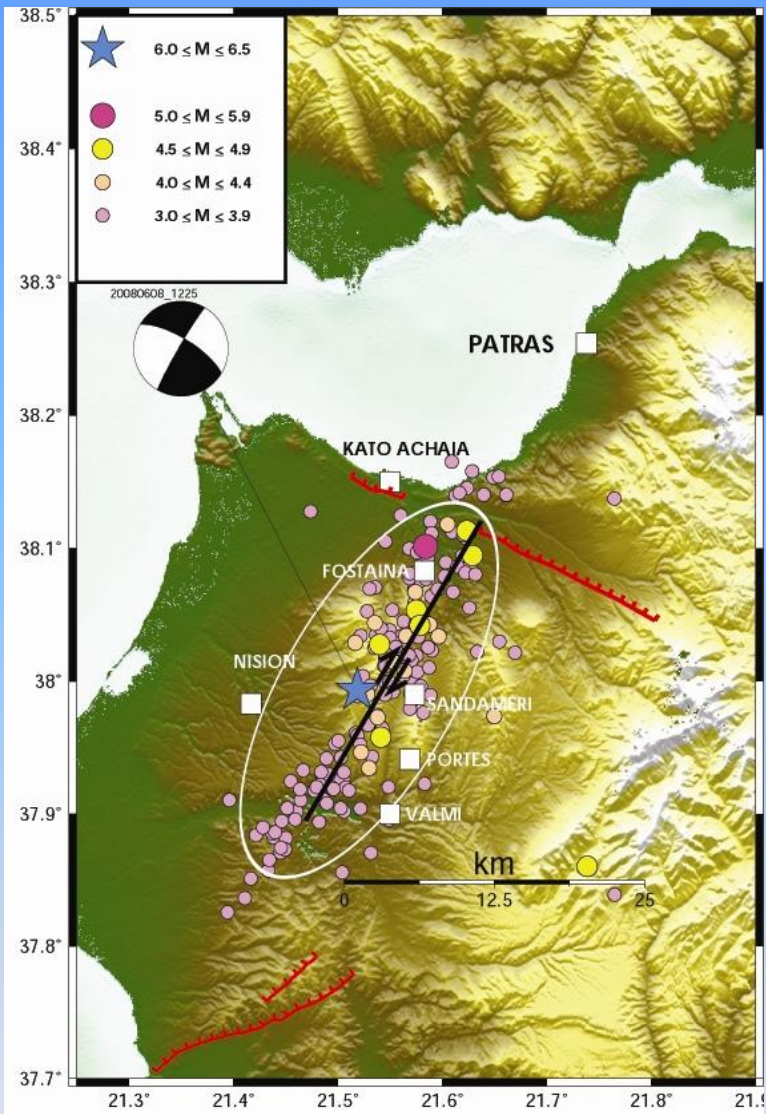 38.5°
6.0 ≤ M ≤ 6.5
5.0 ≤ M ≤ 5.9
4.5 ≤ M ≤ 4.9
4.0 ≤ M ≤ 4.4
3.0 ≤ M ≤ 3.9
38.4°
38.3°
20080608_1225
PATRAS
38.2°
KATO ACHAIA
38.1°
FOSTAINA
NISION
38°
SANDAMERI
PORTES
37.9°
VALMI
km
0 12.5 25
37.8°
37.7°
21.3° 21.4° 21.5° 21.6° 21.7° 21.8° 21.9